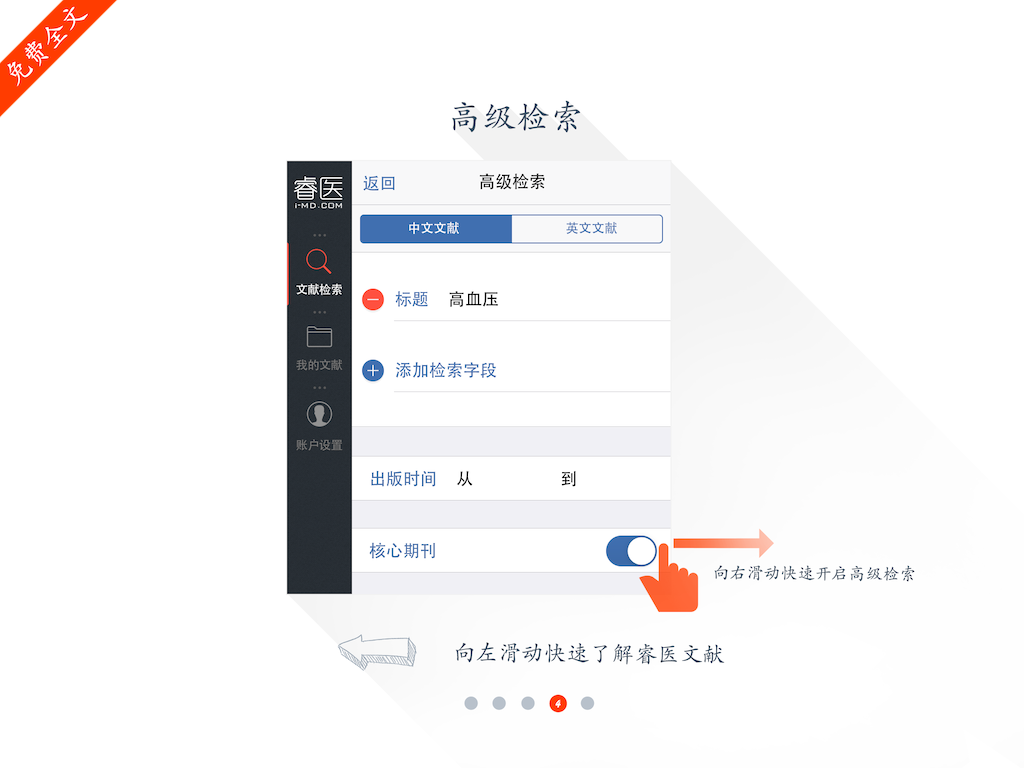 免费全文
高级检索
睿医
i-MD.COM
返回
高级检索
中文文献
英文文献
文献检索
标题 高血压
我的文献
添加检索字段
账户设置
出版时间 从 到
核心期刊
向右滑动快速开启高级检索
向左滑动快速了解睿医文献
4